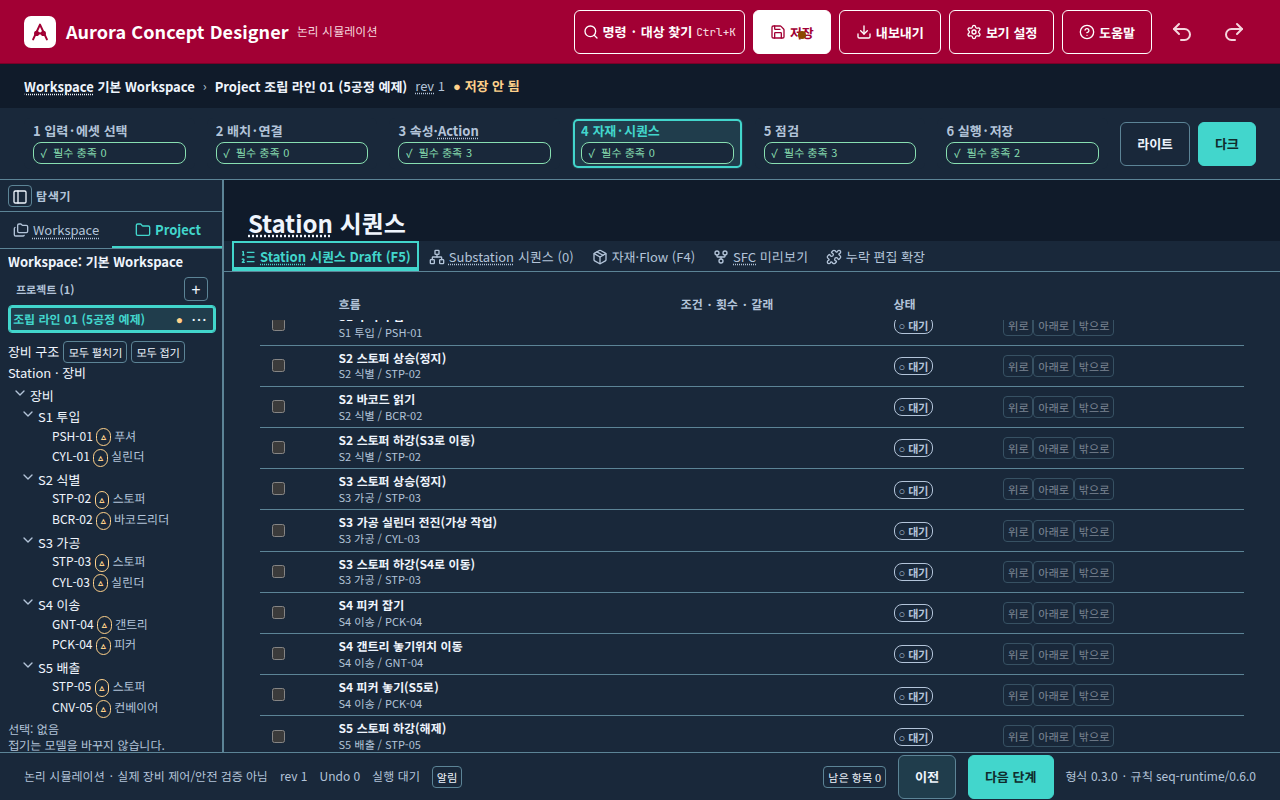 Aurora Concept Designer 논리 시뮬레이션
명령 · 대상 찾기 Ctrl+K
내보내기
보기 설정
도움말
Workspace 기본 Workspace › Project 조립 라인 01 (5공정 예제) rev 1 ● 저장 안 됨
1 입력·에셋 선택
✓ 필수 충족 0
2 배치·연결
✓ 필수 충족 0
3 속성·Action
✓ 필수 충족 3
4 자재·시퀀스
✓ 필수 충족 0
5 점검
✓ 필수 충족 3
6 실행·저장
✓ 필수 충족 2
라이트
다크
탐색기
Workspace
Project
Workspace: 기본 Workspace
프로젝트 (1)
+
조립 라인 01 (5공정 예제) ● ···
장비 구조 모두 펼치기 모두 접기
Station · 장비
장비
S1 투입
PSH-01 푸셔
CYL-01 실린더
S2 식별
STP-02 스토퍼
BCR-02 바코드리더
S3 가공
STP-03 스토퍼
CYL-03 실린더
S4 이송
GNT-04 갠트리
PCK-04 피커
S5 배출
STP-05 스토퍼
CNV-05 컨베이어
선택: 없음
접기는 모델을 바꾸지 않습니다.
Station 시퀀스
Station 시퀀스 Draft (F5)
Substation 시퀀스 (0)
자재·Flow (F4)
SFC 미리보기
누락 편집 확장
흐름 조건 · 횟수 · 갈래 상태
S1 투입 / PSH-01
○ 대기 위로 아래로 밖으로
S2 스토퍼 상승(정지)
S2 식별 / STP-02
○ 대기 위로 아래로 밖으로
S2 바코드 읽기
S2 식별 / BCR-02
○ 대기 위로 아래로 밖으로
S2 스토퍼 하강(S3로 이동)
S2 식별 / STP-02
○ 대기 위로 아래로 밖으로
S3 스토퍼 상승(정지)
S3 가공 / STP-03
○ 대기 위로 아래로 밖으로
S3 가공 실린더 전진(가상 작업)
S3 가공 / CYL-03
○ 대기 위로 아래로 밖으로
S3 스토퍼 하강(S4로 이동)
S3 가공 / STP-03
○ 대기 위로 아래로 밖으로
S4 피커 잡기
S4 이송 / PCK-04
○ 대기 위로 아래로 밖으로
S4 갠트리 놓기위치 이동
S4 이송 / GNT-04
○ 대기 위로 아래로 밖으로
S4 피커 놓기(S5로)
S4 이송 / PCK-04
○ 대기 위로 아래로 밖으로
S5 스토퍼 하강(해제)
S5 배출 / STP-05
○ 대기 위로 아래로 밖으로
논리 시뮬레이션 · 실제 장비 제어/안전 검증 아님 rev 1 Undo 0 실행 대기 알림
남은 항목 0
이전
다음 단계
형식 0.3.0 · 규칙 seq-runtime/0.6.0